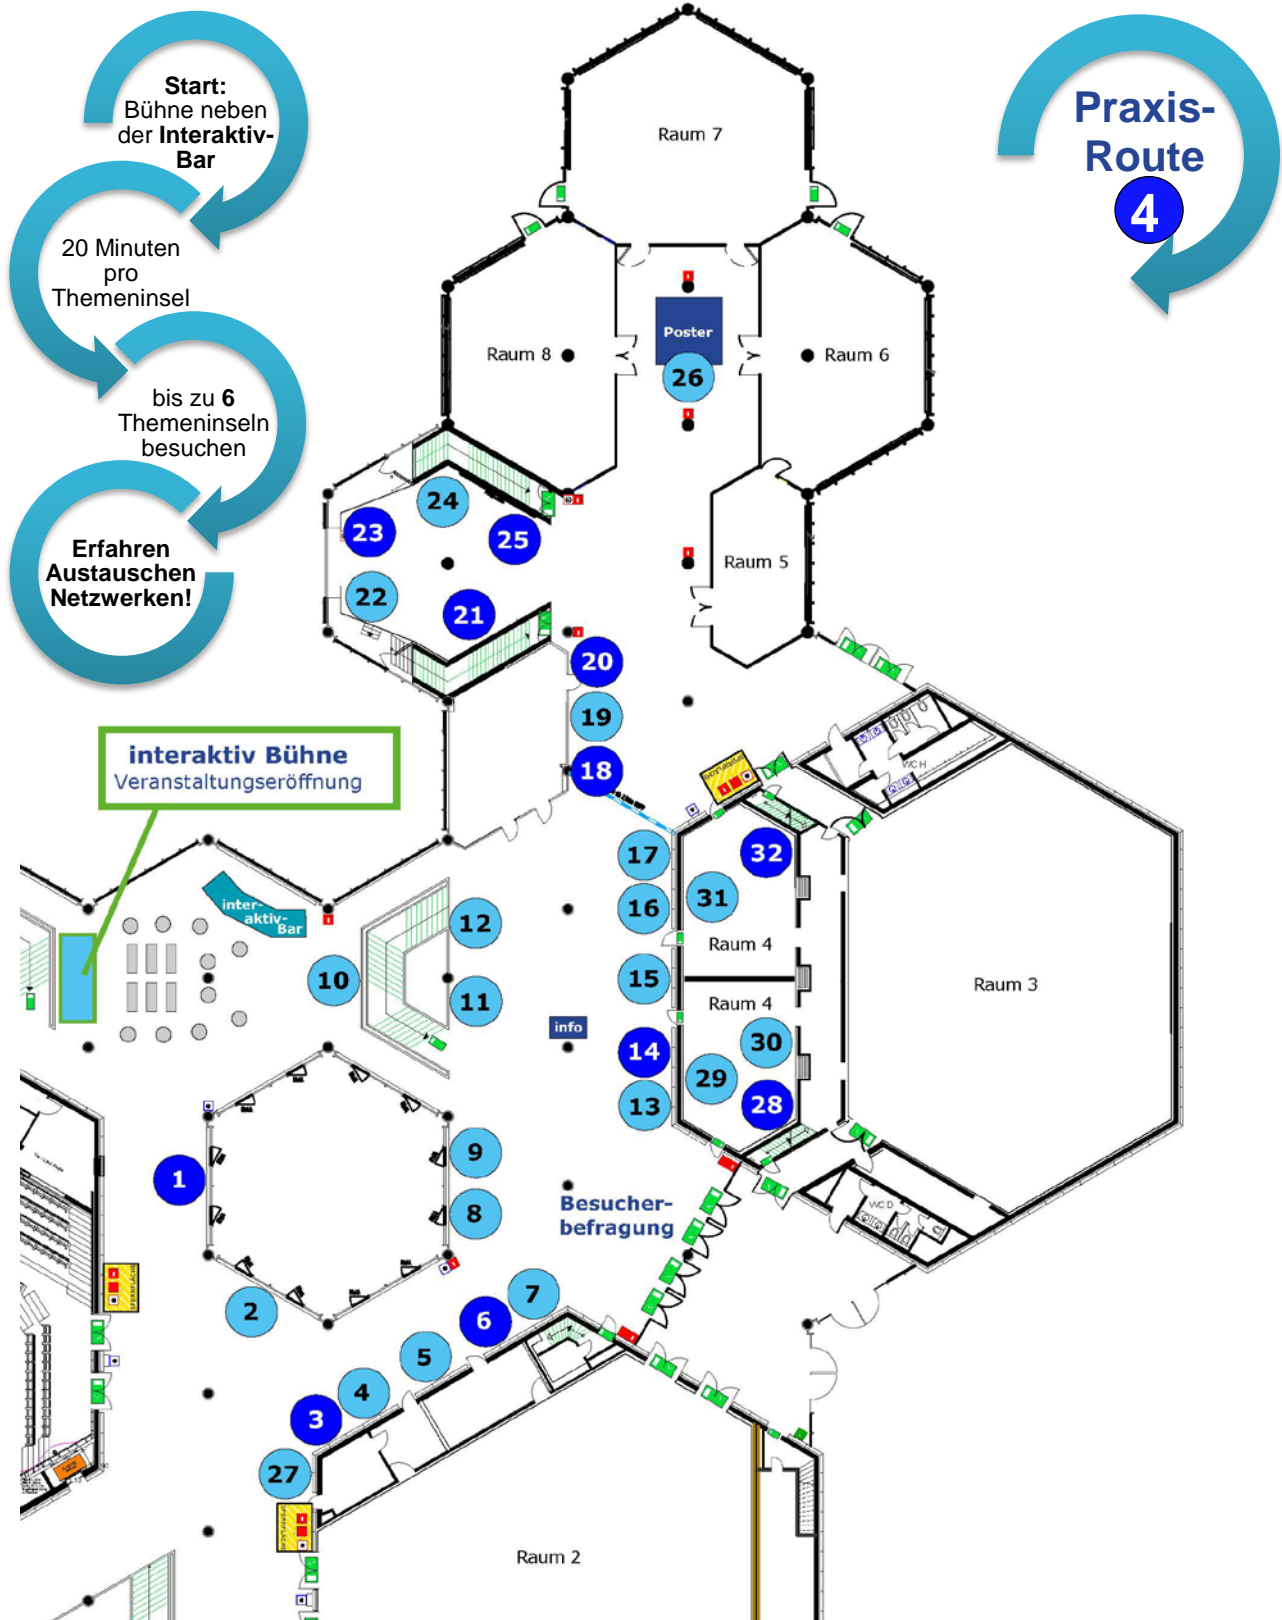 Start:
Bühne neben
der Interaktiv-
Bar
20 Minuten
pro
Themeninsel
bis zu 6
Themeninseln
besuchen
Erfahren
Austauschen
Netzwerken!
Praxis-
Route
4
Raum 7
Poster
Raum 8
Raum 6
26
24
23
25
22
21
Raum 5
20
19
18
interaktiv Bühne
Veranstaltungseröffnung
WC H
17
32
31
16
inter-
aktiv-
Bar
12
10
11
Raum 4
15
Raum 4
Raum 3
info
14
30
29
13
28
1
9
8
Besucher-
befragung
WC D
SPERRFLÄCHE
2
7
6
5
4
3
27
SPERRFLÄCHE
Raum 2